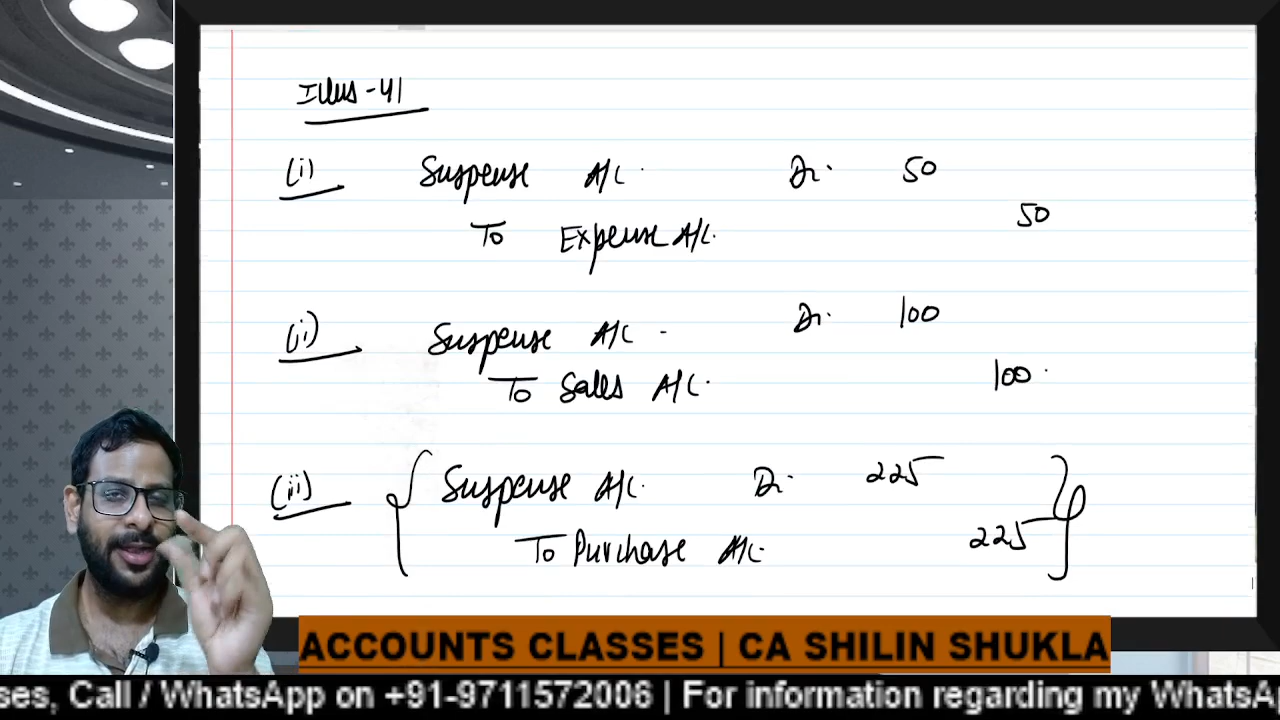 Illus-41
(i) Suspense A/C. Dr. 50
To Expense A/C. 50
(ii) Suspense A/C - Dr. 100
To Sales A/C. 100.
(iii) Suspense A/C. Dr. 225
To Purchase A/C. 225
ACCOUNTS CLASSES | CA SHILIN SHUKLA
ses, Call / WhatsApp on +91-9711572006 | For information regarding my WhatsA